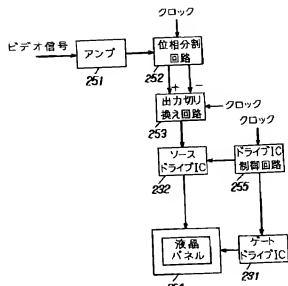 クロック
ビデオ信号
アンプ
251
位相分割
回路
252
+
−
出力切り
換え回路
253
クロック
クロック
ソース
ドライブIC
232
ドライブIC
制御回路
255
液晶
パネル
ゲート
ドライブIC
231